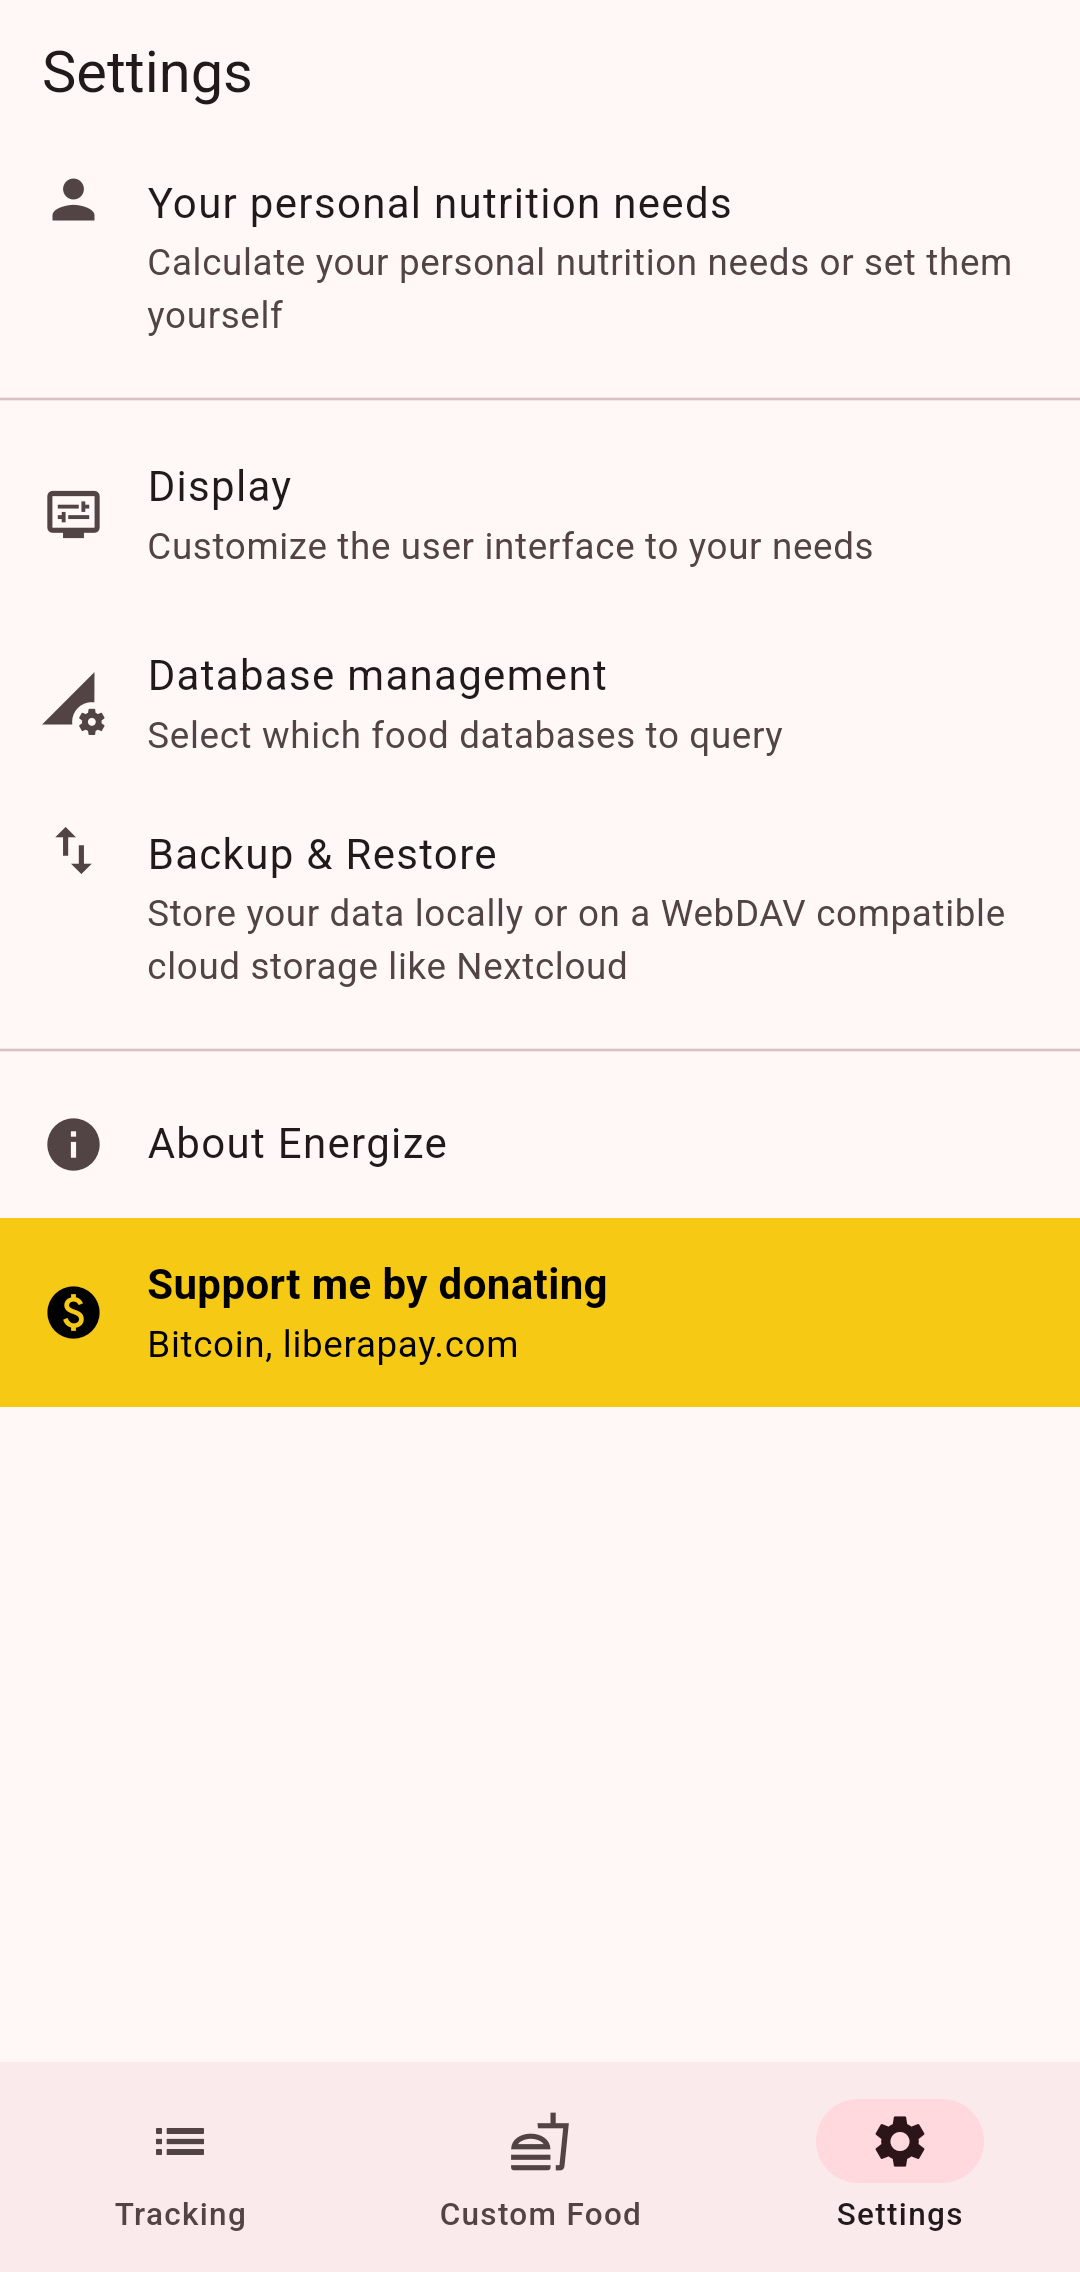 Settings
Your personal nutrition needs
Calculate your personal nutrition needs or set them
yourself
Display
Customize the user interface to your needs
Database management
Select which food databases to query
Backup & Restore
Store your data locally or on a WebDAV compatible
cloud storage like Nextcloud
About Energize
Support me by donating
Bitcoin, liberapay.com
Tracking
Custom Food
Settings